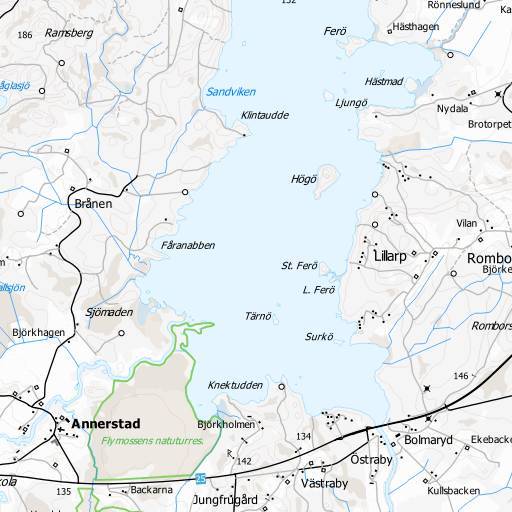 132
Rönneslund
Ferö
Hästhagen
186
Ramsberg
Hästmad
Sandviken
Ljungö
Nydala
Klintaudde
Brotorpet
Högö
Brånen
Vilan
Fåranabben
Lillarp
Rombo
St. Ferö
Björke
L. Ferö
Sjömaden
Tärnö
Björkhagen
Rombors
Surkö
146
Knektudden
Annerstad
Björkholmen
Flymossens naturres.
134
Bolmaryd
Ekebacke
142
Östraby
25
Västraby
135
Backarna
Kullsbacken
Jungfrugård